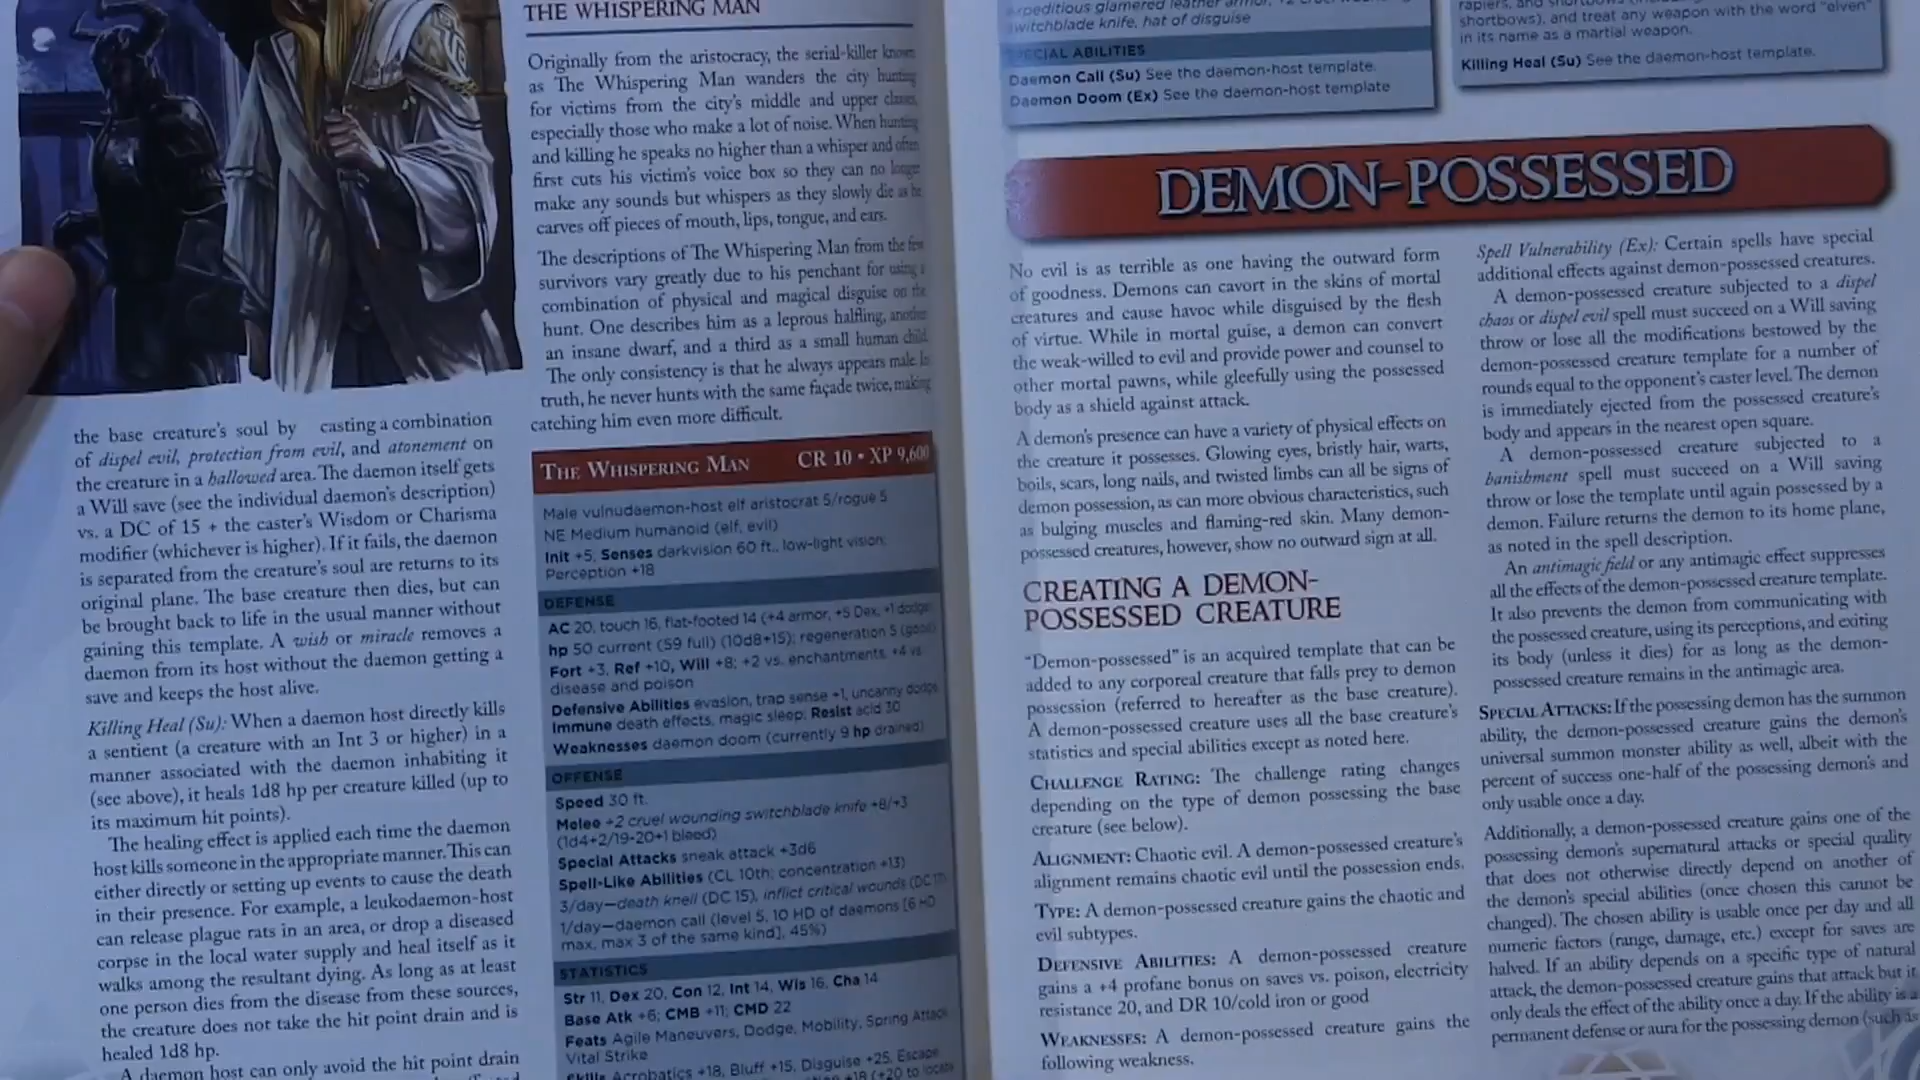 the base creature's soul by casting a combination
of dispel evil, protection from evil, and atonement on
the creature in a hallowed area. The daemon itself gets
a Will save (see the individual daemon's description)
vs. a DC of 15 + the caster's Wisdom or Charisma
modifier (whichever is higher). If it fails, the daemon
is separated from the creature's soul are returns to its
original plane. The base creature then dies, but can
be brought back to life in the usual manner without
gaining this template. A wish or miracle removes a
daemon from its host without the daemon getting a
save and keeps the host alive.
Killing Heal (Su): When a daemon host directly kills
a sentient (a creature with an Int 3 or higher) in a
manner associated with the daemon inhabiting it
(see above), it heals 1d8 hp per creature killed (up to
its maximum hit points).
The healing effect is applied each time the daemon
host kills someone in the appropriate manner. This can
either directly or setting up events to cause the death
in their presence. For example, a leukodaemon-host
can release plague rats in an area, or drop a diseased
corpse in the local water supply and heal itself as it
walks among the resultant dying. As long as at least
one person dies from the disease from these sources,
the creature does not take the hit point drain and is
healed 1d8 hp.
A daemon host can only avoid the hit point drain
THE WHISPERING MAN
Originally from the aristocracy, the serial-killer known
as The Whispering Man wanders the city hunting
for victims from the city's middle and upper classes,
especially those who make a lot of noise. When hunting
and killing he speaks no higher than a whisper and often
first cuts his victim's voice box so they can no longer
make any sounds but whispers as they slowly die as he
carves off pieces of mouth, lips, tongue, and ears.
The descriptions of The Whispering Man from the few
survivors vary greatly due to his penchant for using a
combination of physical and magical disguise on the
hunt. One describes him as a leprous halfling, another
an insane dwarf, and a third as a small human child.
The only consistency is that he always appears male. In
truth, he never hunts with the same façade twice, making
catching him even more difficult.
THE WHISPERING MAN CR 10 • XP 9,600
Male vulnudaemon-host elf aristocrat 5/rogue 5
NE Medium humanoid (elf, evil)
Init +5, Senses darkvision 60 ft., low-light vision,
Perception +18
DEFENSE
AC 20, touch 16, flat-footed 14 (+4 armor, +5 Dex, +1 dodge)
hp 50 current (59 full) (10d8+15); regeneration 5 (good)
Fort +3, Ref +10, Will +8; +2 vs. enchantments, +4 vs.
disease and poison
Defensive Abilities evasion, trap sense +1, uncanny dodge
Immune death effects, magic sleep; Resist acid 30
Weaknesses daemon doom (currently 9 hp drained)
OFFENSE
Speed 30 ft.
Melee +2 cruel wounding switchblade knife +8/+3
(1d4+2/19-20+1 bleed)
Special Attacks sneak attack +3d6
Spell-Like Abilities (CL 10th; concentration +13)
3/day—death knell (DC 15), inflict critical wounds (DC 17)
1/day—daemon call (level 5, 10 HD of daemons [6 HD
max, max 3 of the same kind], 45%)
STATISTICS
Str 11, Dex 20, Con 12, Int 14, Wis 16, Cha 14
Base Atk +6; CMB +11; CMD 22
Feats Agile Maneuvers, Dodge, Mobility, Spring Attack
Vital Strike
Skills Acrobatics +18, Bluff +15, Disguise +25, Escape
+18 (+20 to locate
expeditious glamered leather armor,
switchblade knife, hat of disguise
SPECIAL ABILITIES
Daemon Call (Su) See the daemon-host template.
Daemon Doom (Ex) See the daemon-host template
rapiers, and shortbows
shortbows), and treat any weapon with the word "elven"
in its name as a martial weapon.
Killing Heal (Su) See the daemon-host template.
DEMON-POSSESSED
No evil is as terrible as one having the outward form
of goodness. Demons can cavort in the skins of mortal
creatures and cause havoc while disguised by the flesh
of virtue. While in mortal guise, a demon can convert
the weak-willed to evil and provide power and counsel to
other mortal pawns, while gleefully using the possessed
body as a shield against attack.
A demon's presence can have a variety of physical effects on
the creature it possesses. Glowing eyes, bristly hair, warts,
boils, scars, long nails, and twisted limbs can all be signs of
demon possession, as can more obvious characteristics, such
as bulging muscles and flaming-red skin. Many demon-
possessed creatures, however, show no outward sign at all.
CREATING A DEMON-
POSSESSED CREATURE
"Demon-possessed" is an acquired template that can be
added to any corporeal creature that falls prey to demon
possession (referred to hereafter as the base creature).
A demon-possessed creature uses all the base creature's
statistics and special abilities except as noted here.
CHALLENGE RATING: The challenge rating changes
depending on the type of demon possessing the base
creature (see below).
ALIGNMENT: Chaotic evil. A demon-possessed creature's
alignment remains chaotic evil until the possession ends.
TYPE: A demon-possessed creature gains the chaotic and
evil subtypes.
DEFENSIVE ABILITIES: A demon-possessed creature
gains a +4 profane bonus on saves vs. poison, electricity
resistance 20, and DR 10/cold iron or good
WEAKNESSES: A demon-possessed creature gains the
following weakness.
Spell Vulnerability (Ex): Certain spells have special
additional effects against demon-possessed creatures.
A demon-possessed creature subjected to a dispel
chaos or dispel evil spell must succeed on a Will saving
throw or lose all the modifications bestowed by the
demon-possessed creature template for a number of
rounds equal to the opponent's caster level. The demon
is immediately ejected from the possessed creature's
body and appears in the nearest open square.
A demon-possessed creature subjected to a
banishment spell must succeed on a Will saving
throw or lose the template until again possessed by a
demon. Failure returns the demon to its home plane,
as noted in the spell description.
An antimagic field or any antimagic effect suppresses
all the effects of the demon-possessed creature template.
It also prevents the demon from communicating with
the possessed creature, using its perceptions, and exiting
its body (unless it dies) for as long as the demon-
possessed creature remains in the antimagic area.
SPECIAL ATTACKS: If the possessing demon has the summon
ability, the demon-possessed creature gains the demon's
universal summon monster ability as well, albeit with the
percent of success one-half of the possessing demon's and
only usable once a day.
Additionally, a demon-possessed creature gains one of the
possessing demon's supernatural attacks or special quality
that does not otherwise directly depend on another of
the demon's special abilities (once chosen this cannot be
changed). The chosen ability is usable once per day and all
numeric factors (range, damage, etc.) except for saves are
halved. If an ability depends on a specific type of natural
attack, the demon-possessed creature gains that attack but it
only deals the effect of the ability once a day. If the ability is a
permanent defense or aura for the possessing demon (such as